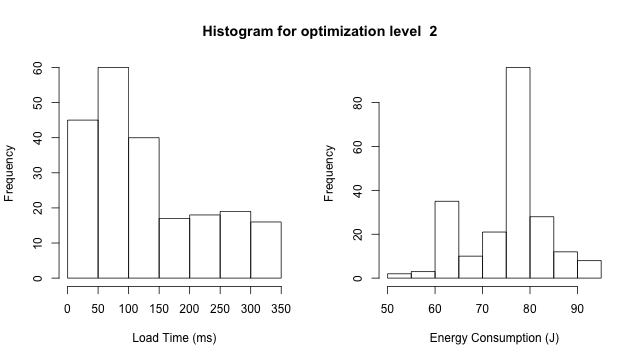 Histogram for optimization level 2
Frequency
0
10
20
30
40
50
60
0 50 100 150 200 250 300 350
Load Time (ms)
Frequency
0
20
40
60
80
50 60 70 80 90
Energy Consumption (J)